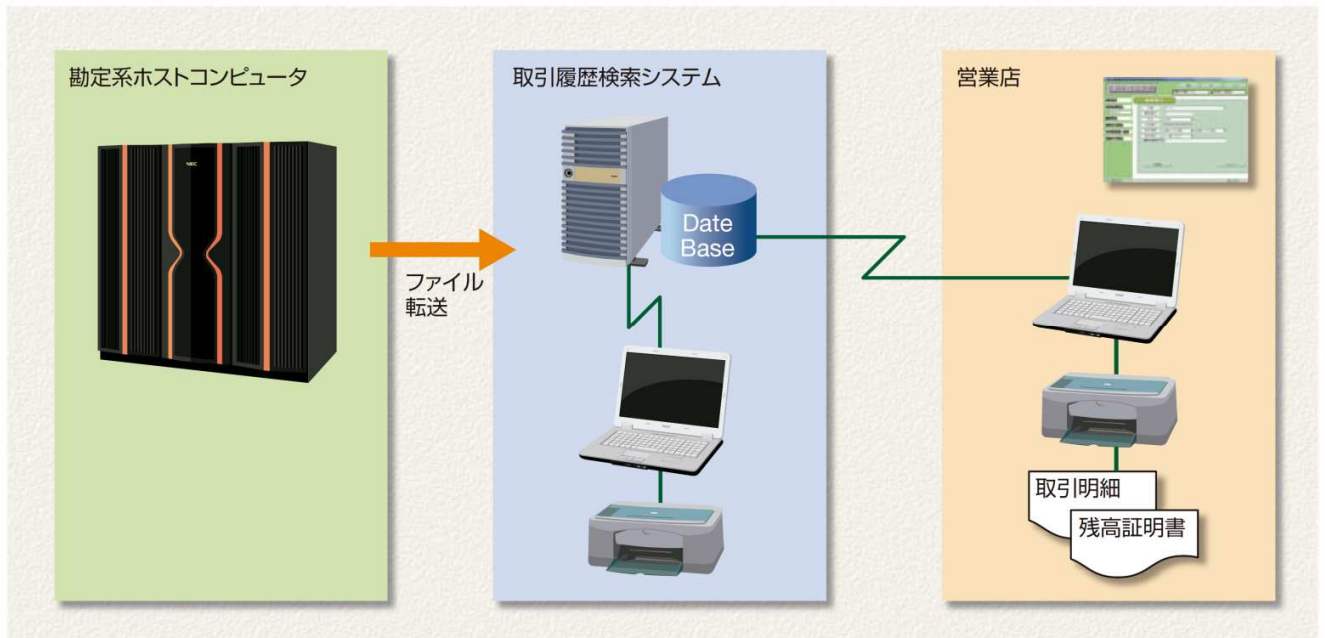 勘定系ホストコンピュータ
NEC
ファイル
転送
取引履歴検索システム
Date
Base
営業店
取引明細
残高証明書